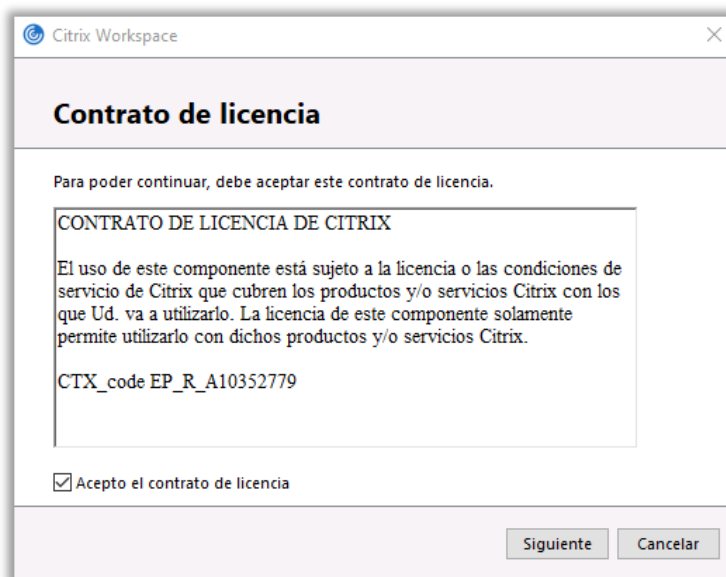 Citrix Workspace
Contrato de licencia
Para poder continuar, debe aceptar este contrato de licencia.
CONTRATO DE LICENCIA DE CITRIX
El uso de este componente está sujeto a la licencia o las condiciones de
servicio de Citrix que cubren los productos y/o servicios Citrix con los
que Ud. va a utilizarlo. La licencia de este componente solamente
permite utilizarlo con dichos productos y/o servicios Citrix.
CTX_code EP_R_A10352779
Acepto el contrato de licencia
Siguiente Cancelar